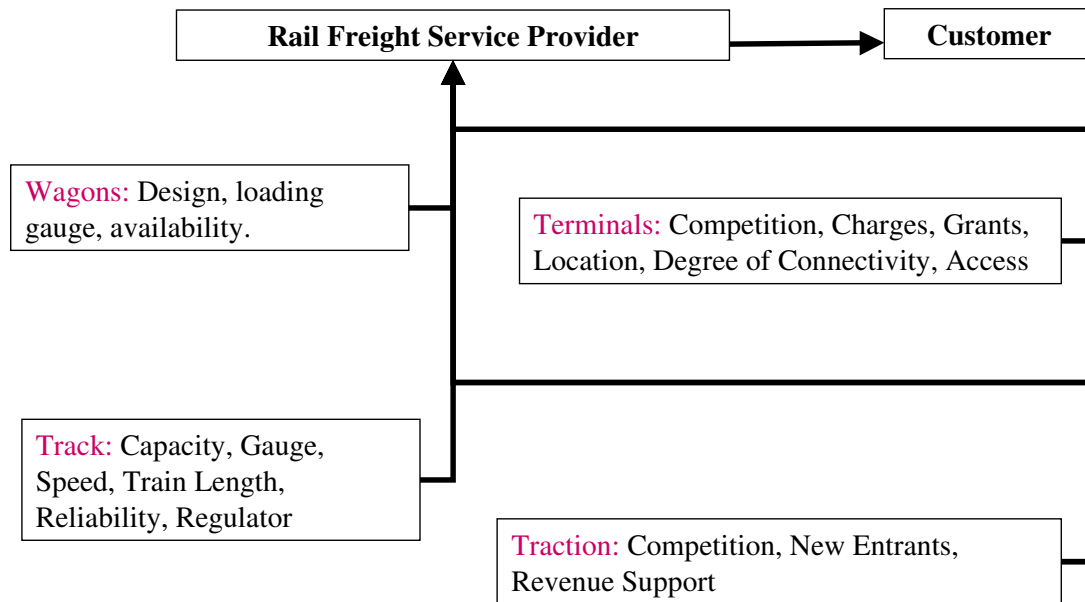 Rail Freight Service Provider
Customer
Wagons: Design, loading
gauge, availability.
Terminals: Competition, Charges, Grants,
Location, Degree of Connectivity, Access
Track: Capacity, Gauge,
Speed, Train Length,
Reliability, Regulator
Traction: Competition, New Entrants,
Revenue Support